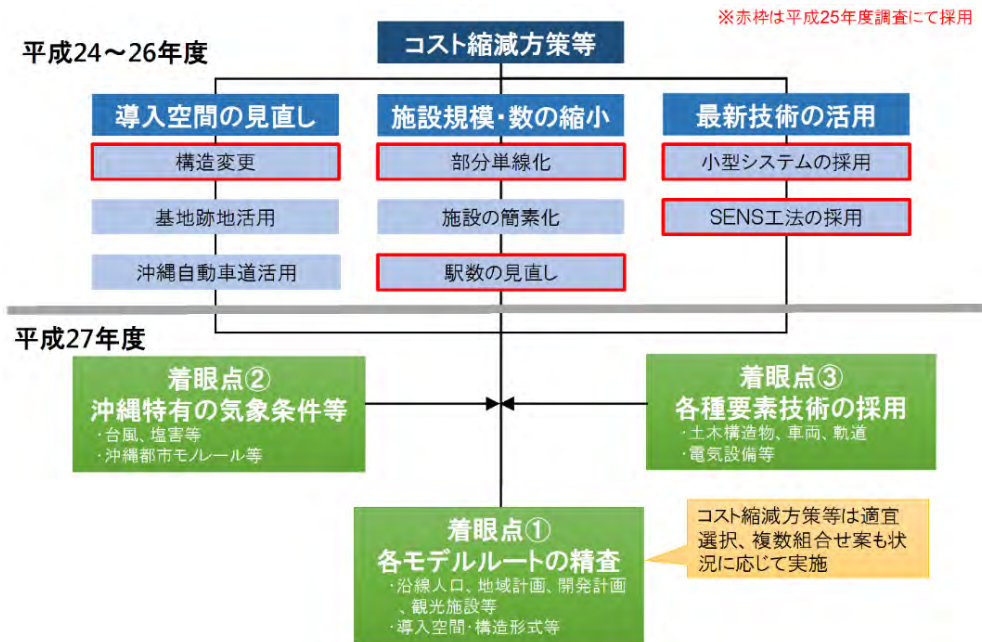 ※赤枠は平成25年度調査にて採用
平成24～26年度
コスト縮減方策等
導入空間の見直し
施設規模・数の縮小
最新技術の活用
構造変更
部分単線化
小型システムの採用
基地跡地活用
施設の簡素化
SENS工法の採用
沖縄自動車道活用
駅数の見直し
平成27年度
着眼点②
沖縄特有の気象条件等
・台風、塩害等
・沖縄都市モノレール等
着眼点③
各種要素技術の採用
・土木構造物、車両、軌道
・電気設備等
着眼点①
各モデルルートの精査
・沿線人口、地域計画、開発計画
、観光施設等
・導入空間・構造形式等
コスト縮減方策等は適宜
選択、複数組合せ案も状
況に応じて実施